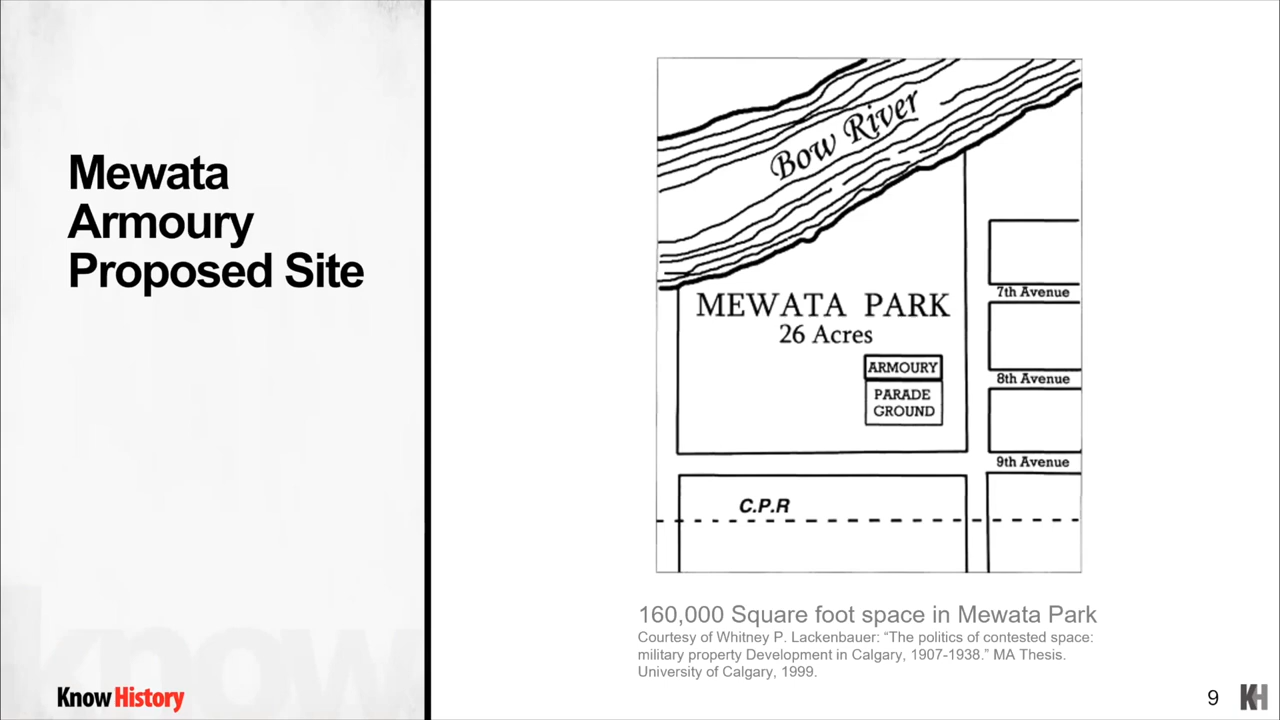 Mewata
Armoury
Proposed Site
Bow River
MEWATA PARK
26 Acres
ARMOURY
PARADE
GROUND
7th Avenue
8th Avenue
9th Avenue
C.P.R
160,000 Square foot space in Mewata Park
Courtesy of Whitney P. Lackenbauer: “The politics of contested space:
military property Development in Calgary, 1907-1938.” MA Thesis.
University of Calgary, 1999.
know
Know History
9
KH